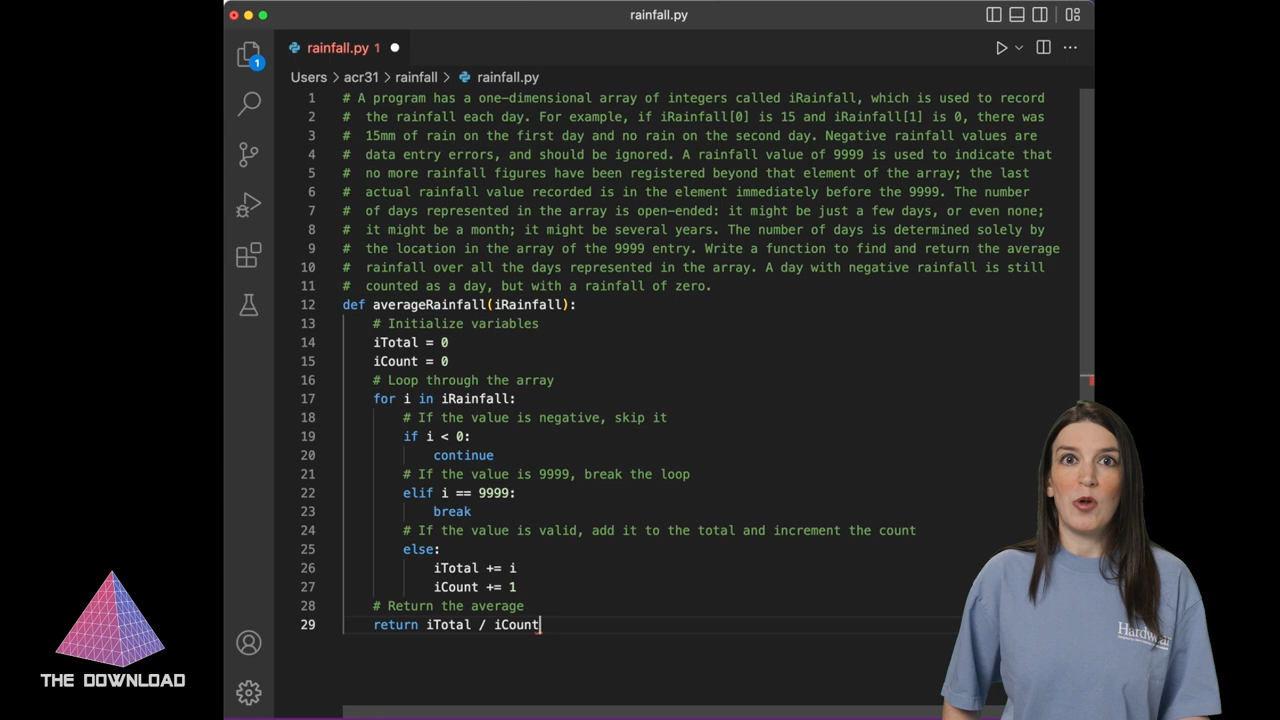 rainfall.py
rainfall.py 1
1
Users > acr31 > rainfall > rainfall.py
1 # A program has a one-dimensional array of integers called iRainfall, which is used to record
2 # the rainfall each day. For example, if iRainfall[0] is 15 and iRainfall[1] is 0, there was
3 # 15mm of rain on the first day and no rain on the second day. Negative rainfall values are
4 # data entry errors, and should be ignored. A rainfall value of 9999 is used to indicate that
5 # no more rainfall figures have been registered beyond that element of the array; the last
6 # actual rainfall value recorded is in the element immediately before the 9999. The number
7 # of days represented in the array is open-ended: it might be just a few days, or even none;
8 # it might be a month; it might be several years. The number of days is determined solely by
9 # the location in the array of the 9999 entry. Write a function to find and return the average
10 # rainfall over all the days represented in the array. A day with negative rainfall is still
11 # counted as a day, but with a rainfall of zero.
12 def averageRainfall(iRainfall):
13 # Initialize variables
14 iTotal = 0
15 iCount = 0
16 # Loop through the array
17 for i in iRainfall:
18 # If the value is negative, skip it
19 if i < 0:
20 continue
21 # If the value is 9999, break the loop
22 elif i == 9999:
23 break
24 # If the value is valid, add it to the total and increment the count
25 else:
26 iTotal += i
27 iCount += 1
28 # Return the average
29 return iTotal / iCount
THE DOWNLOAD